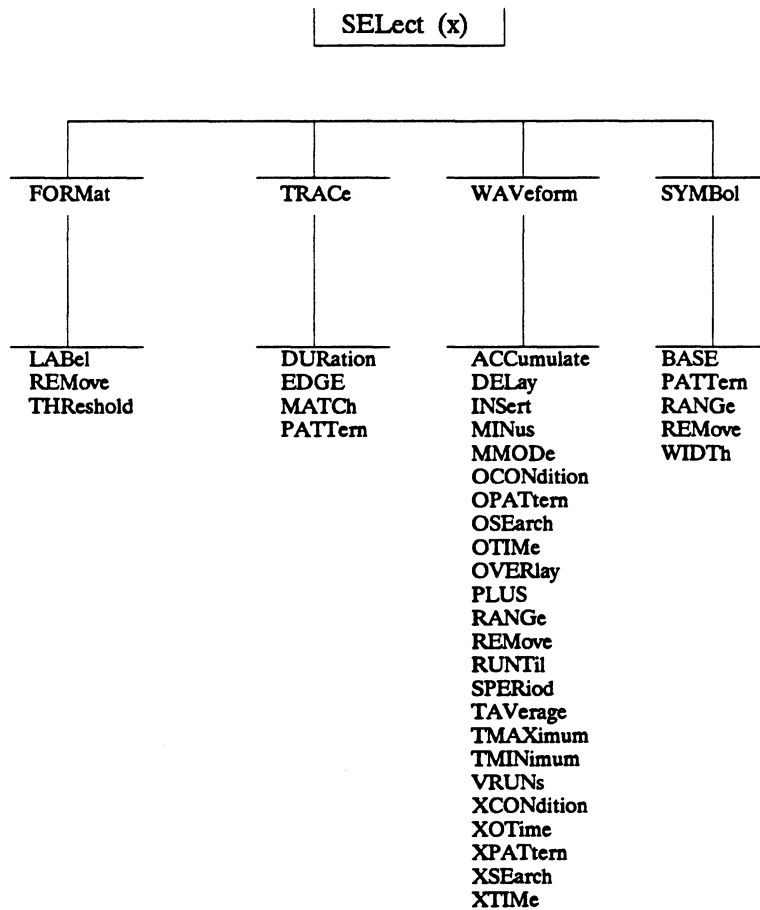 SELect (x)
FORMat
TRACe
WAVeform
SYMBol
LABel
REMove
THReshold
DURation
EDGE
MATCh
PATTern
ACCumulate
DELay
INSert
MINus
MMODe
OCONdition
OPATtern
OSEarch
OTIMe
OVERlay
PLUS
RANGe
REMove
RUNTil
SPERiod
TAVerage
TMAXimum
TMINimum
VRUNs
XCONdition
XOTime
XPATtern
XSEarch
XTIMe
BASE
PATTern
RANGe
REMove
WIDTh